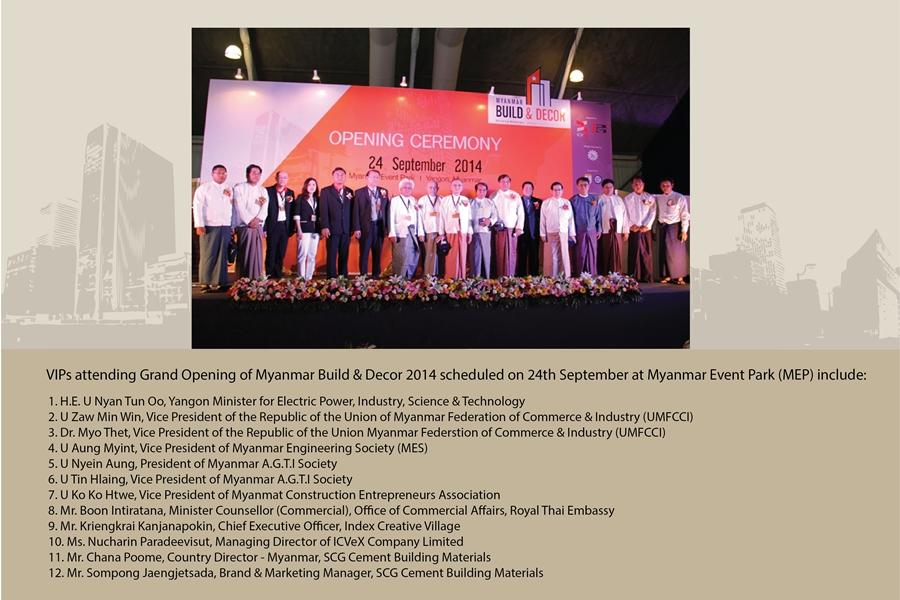 MYANMAR
BUILD & DECOR
OPENING CEREMONY
24 September 2014
Myanmar Event Park | Yangon, Myanmar
VIPs attending Grand Opening of Myanmar Build & Decor 2014 scheduled on 24th September at Myanmar Event Park (MEP) include:
1. H.E. U Nyan Tun Oo, Yangon Minister for Electric Power, Industry, Science & Technology
2. U Zaw Min Win, Vice President of the Republic of the Union of Myanmar Federation of Commerce & Industry (UMFCCI)
3. Dr. Myo Thet, Vice President of the Republic of the Union Myanmar Federstion of Commerce & Industry (UMFCCI)
4. U Aung Myint, Vice President of Myanmar Engineering Society (MES)
5. U Nyein Aung, President of Myanmar A.G.T.I Society
6. U Tin Hlaing, Vice President of Myanmar A.G.T.I Society
7. U Ko Ko Htwe, Vice President of Myanmat Construction Entrepreneurs Association
8. Mr. Boon Intiratana, Minister Counsellor (Commercial), Office of Commercial Affairs, Royal Thai Embassy
9. Mr. Kriengkrai Kanjanapokin, Chief Executive Officer, Index Creative Village
10. Ms. Nucharin Paradeevisut, Managing Director of ICVeX Company Limited
11. Mr. Chana Poome, Country Director - Myanmar, SCG Cement Building Materials
12. Mr. Sompong Jaengjetsada, Brand & Marketing Manager, SCG Cement Building Materials